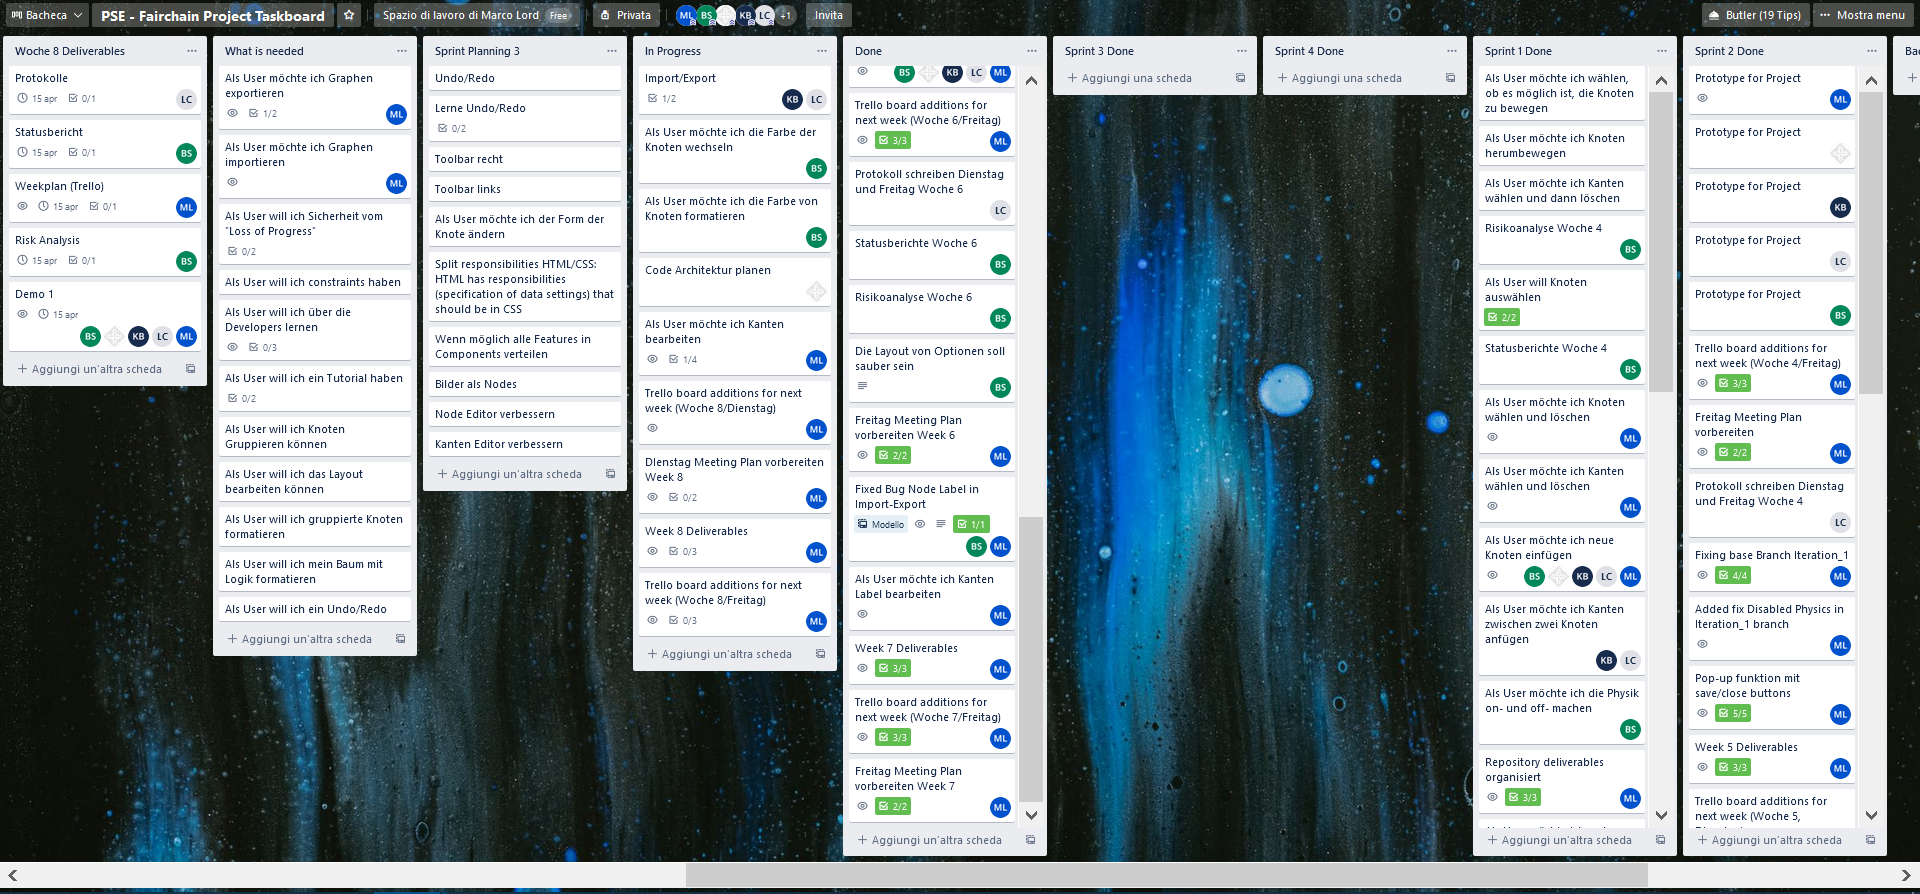 Bacheca
PSE - Fairchain Project Taskboard
Spazio di lavoro di Marco Lord Free
Privata
ML BS KB LC +1
Invita
Butler (19 Tips)
Mostra menu
Woche 8 Deliverables
Protokolle
15 apr 0/1
LC
Statusbericht
15 apr 0/1
BS
Weekplan (Trello)
15 apr 0/1
ML
Risk Analysis
15 apr 0/1
BS
Demo 1
15 apr
BS KB LC ML
+ Aggiungi un'altra scheda
What is needed
Als User möchte ich Graphen
exportieren
1/2
ML
Als User möchte ich Graphen
importieren
ML
Als User will ich Sicherheit vom
"Loss of Progress"
0/2
Als User will ich constraints haben
Als User will ich über die
Developers lernen
0/3
Als User will ich ein Tutorial haben
0/2
Als User will ich Knoten
Gruppieren können
Als User will ich das Layout
bearbeiten können
Als User will ich gruppierte Knoten
formatieren
Als User will ich mein Baum mit
Logik formatieren
Als User will ich ein Undo/Redo
+ Aggiungi un'altra scheda
Sprint Planning 3
Undo/Redo
Lerne Undo/Redo
0/2
Toolbar recht
Toolbar links
Als User möchte ich der Form der
Knote ändern
Split responsibilities HTML/CSS:
HTML has responsibilities
(specification of data settings) that
should be in CSS
Wenn möglich alle Features in
Components verteilen
Bilder als Nodes
Node Editor verbessern
Kanten Editor verbessern
+ Aggiungi un'altra scheda
In Progress
Import/Export
1/2
KB LC
Als User möchte ich die Farbe der
Knoten wechseln
BS
Als User möchte ich die Farbe von
Knoten formatieren
BS
Code Architektur planen
Als User möchte ich Kanten
bearbeiten
1/4
ML
Trello board additions for next
week (Woche 8/Dienstag)
ML
DIenstag Meeting Plan vorbereiten
Week 8
0/2
ML
Week 8 Deliverables
0/3
ML
Trello board additions for next
week (Woche 8/Freitag)
0/3
ML
+ Aggiungi un'altra scheda
Done
BS KB LC ML
Trello board additions for
next week (Woche 6/Freitag)
3/3
ML
Protokoll schreiben Dienstag
und Freitag Woche 6
LC
Statusberichte Woche 6
BS
Risikoanalyse Woche 6
BS
Die Layout von Optionen soll
sauber sein
BS
Freitag Meeting Plan
vorbereiten Week 6
2/2
ML
Fixed Bug Node Label in
Import-Export
Modello 1/1
BS ML
Als User möchte ich Kanten
Label bearbeiten
ML
Week 7 Deliverables
3/3
ML
Trello board additions for
next week (Woche 7/Freitag)
3/3
ML
Freitag Meeting Plan
vorbereiten Week 7
2/2
ML
+ Aggiungi un'altra scheda
Sprint 3 Done
+ Aggiungi una scheda
Sprint 4 Done
+ Aggiungi una scheda
Sprint 1 Done
Als User möchte ich wählen,
ob es möglich ist, die Knoten
zu bewegen
Als User möchte ich Knoten
herumbewegen
Als User möchte ich Kanten
wählen und dann löschen
Risikoanalyse Woche 4
BS
Als User will Knoten
auswählen
2/2
Statusberichte Woche 4
BS
Als User möchte ich Knoten
wählen und löschen
ML
Als User möchte ich Kanten
wählen und löschen
ML
Als User möchte ich neue
Knoten einfügen
BS KB LC ML
Als User möchte ich Kanten
zwischen zwei Knoten
anfügen
KB LC
Als User möchte ich die Physik
on- und off- machen
BS
Repository deliverables
organisiert
3/3
ML
+ Aggiungi un'altra scheda
Sprint 2 Done
Prototype for Project
ML
Prototype for Project
Prototype for Project
KB
Prototype for Project
LC
Prototype for Project
BS
Trello board additions for
next week (Woche 4/Freitag)
3/3
ML
Freitag Meeting Plan
vorbereiten
2/2
ML
Protokoll schreiben Dienstag
und Freitag Woche 4
LC
Fixing base Branch Iteration_1
4/4
ML
Added fix Disabled Physics in
Iteration_1 branch
ML
Pop-up funktion mit
save/close buttons
5/5
ML
Week 5 Deliverables
3/3
ML
Trello board additions for
next week (Woche 5,
+ Aggiungi un'altra scheda
Ba
+